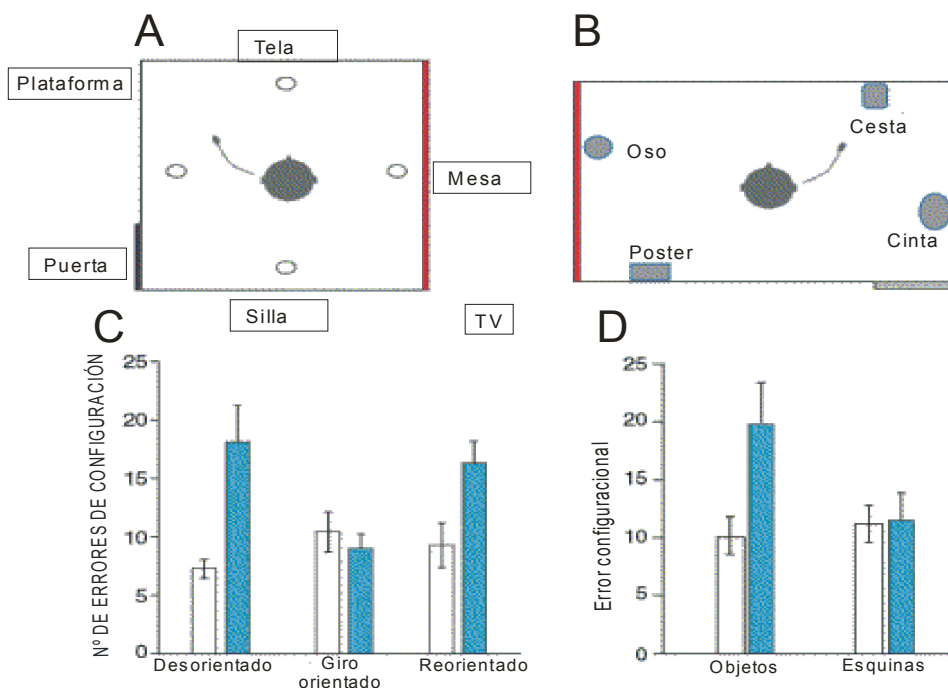 A
Tela
Plataforma
Mesa
Puerta
Silla
TV
B
Cesta
Oso
Cinta
Poster
C
Nº DE ERRORES DE CONFIGURACIÓN
25
20
15
10
5
0
Desorientado
Giro
orientado
Reorientado
D
Error configuracional
25
20
15
10
5
0
Objetos
Esquinas